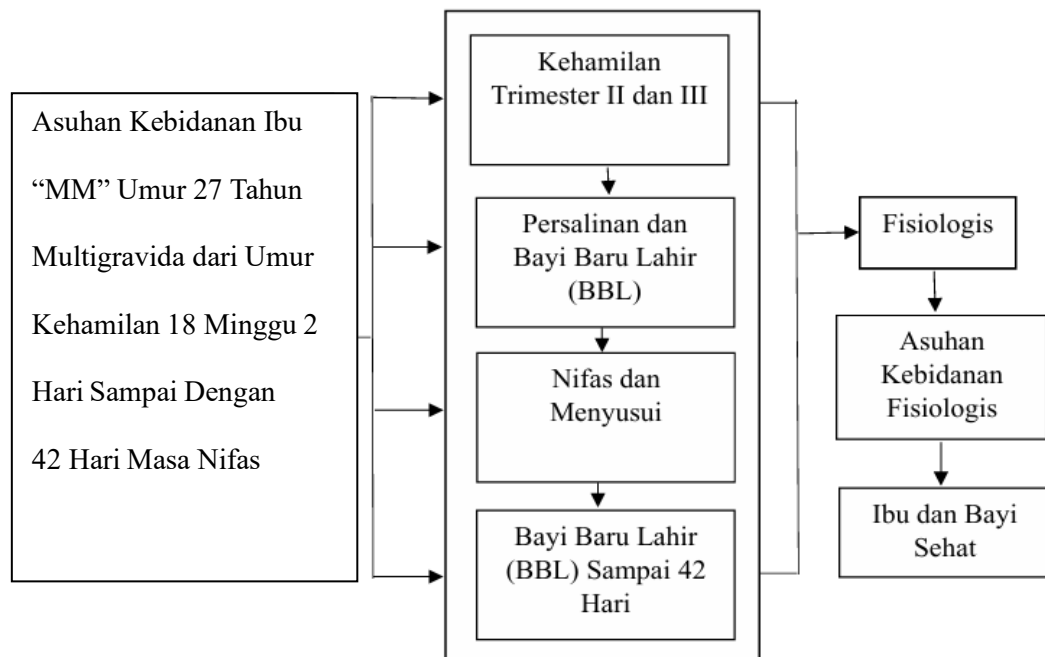 Asuhan Kebidanan Ibu
“MM” Umur 27 Tahun
Multigravida dari Umur
Kehamilan 18 Minggu 2
Hari Sampai Dengan
42 Hari Masa Nifas
Kehamilan
Trimester II dan III
Persalinan dan
Bayi Baru Lahir
(BBL)
Nifas dan
Menyusui
Bayi Baru Lahir
(BBL) Sampai 42
Hari
Fisiologis
Asuhan
Kebidanan
Fisiologis
Ibu dan Bayi
Sehat